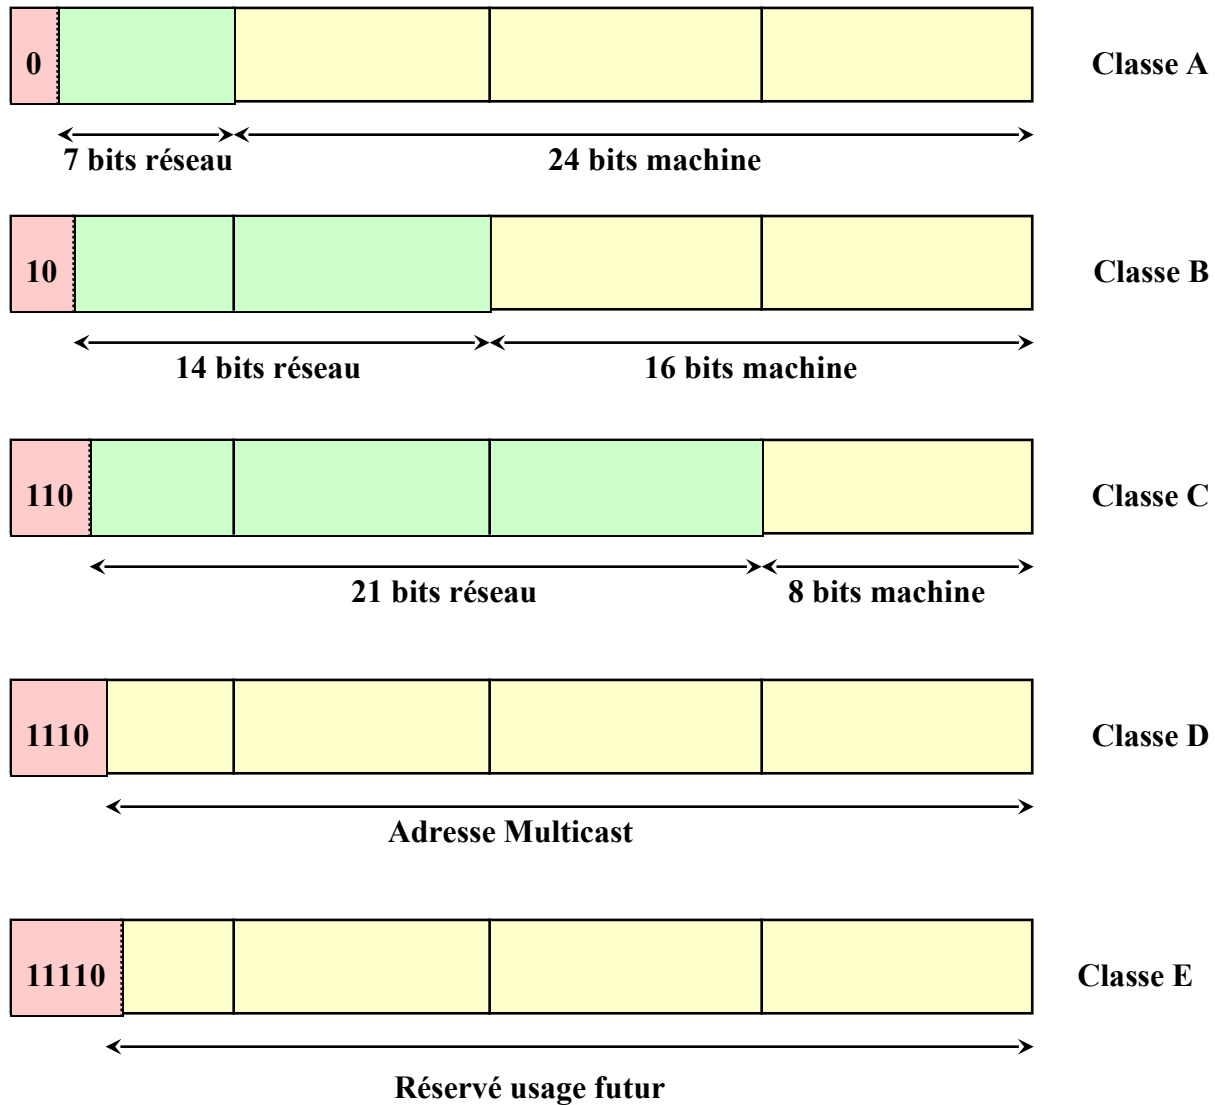 0 Classe A
7 bits réseau 24 bits machine
10 Classe B
14 bits réseau 16 bits machine
110 Classe C
21 bits réseau 8 bits machine
1110 Classe D
Adresse Multicast
11110 Classe E
Réservé usage futur